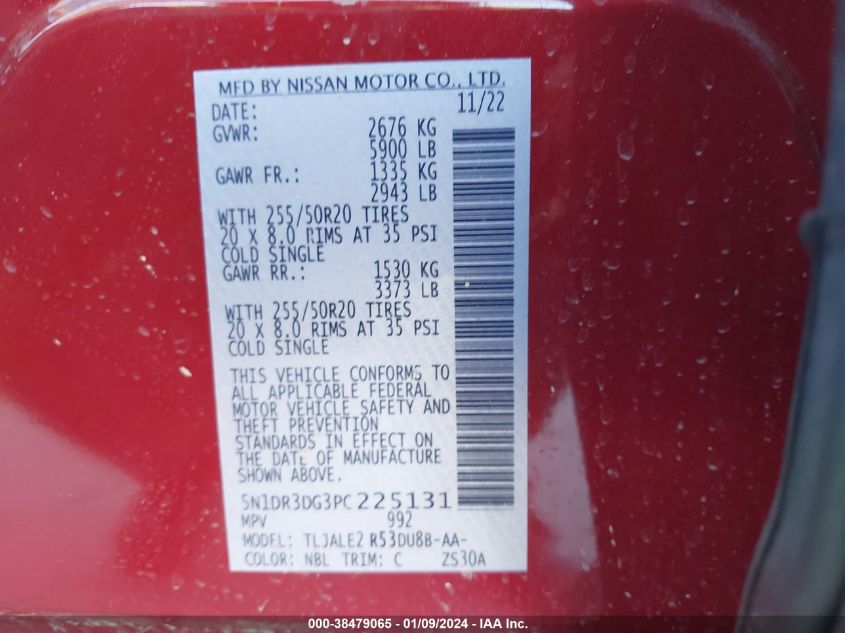 MFD BY NISSAN MOTOR CO., LTD.
DATE: 11/22
GVWR: 2676 KG
5900 LB
GAWR FR.: 1335 KG
2943 LB
WITH 255/50R20 TIRES
20 X 8.0 RIMS AT 35 PSI
COLD SINGLE
GAWR RR.: 1530 KG
3373 LB
WITH 255/50R20 TIRES
20 X 8.0 RIMS AT 35 PSI
COLD SINGLE
THIS VEHICLE CONFORMS TO
ALL APPLICABLE FEDERAL
MOTOR VEHICLE SAFETY AND
THEFT PREVENTION
STANDARDS IN EFFECT ON
THE DATE OF MANUFACTURE
SHOWN ABOVE.
5N1DR3DG3PC225131
MPV 992
MODEL: TLJALE2 R53DU8B-AA-
COLOR: NBL TRIM: C ZS30A
000-38479065 - 01/09/2024 - IAA Inc.